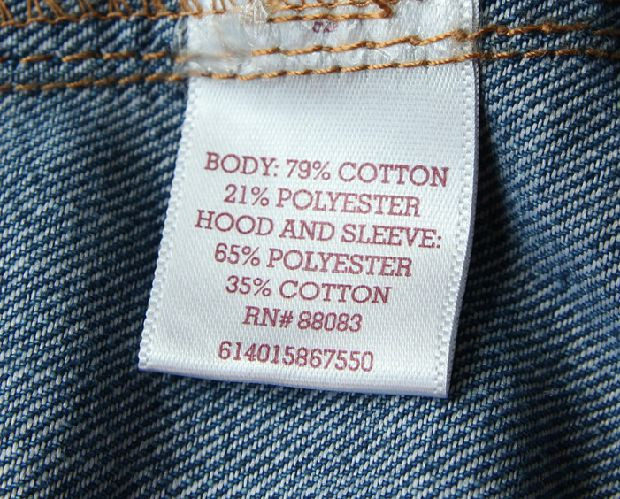 BODY: 79% COTTON
21% POLYESTER
HOOD AND SLEEVE:
65% POLYESTER
35% COTTON
RN# 88083
614015867550